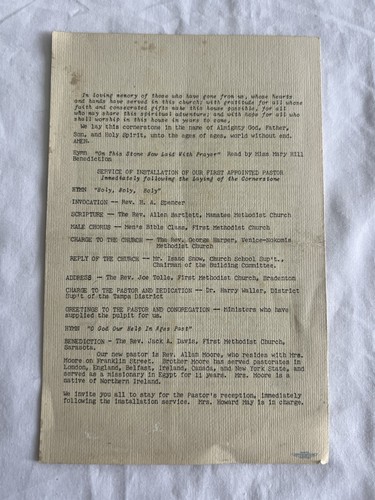 In loving memory of those who have gone from us, whose hearts
and hands have served in this church; with gratitude for all whose
faith and consecrated gifts make this house possible, for all
who may share this spiritual adventure; and with hope for all who
shall worship in this house in years to come,
We lay this cornerstone in the name of Almighty God, Father,
Son, and Holy Spirit, unto the ages of ages, world without end.
AMEN.
HYMN "On This Stone Now Laid With Prayer" Read by Miss Mary Hill
Benediction
SERVICE OF INSTALLATION OF OUR FIRST APPOINTED PASTOR
Immediately following the laying of the Cornerstone
HYMN "Holy, Holy, Holy"
INVOCATION -- Rev. H. A. Spencer
SCRIPTURE - The Rev. Allen Bartlett, Manatee Methodist Church
MALE CHORUS - Men's Bible Class, First Methodist Church
CHARGE TO THE CHURCH - The Rev. George Harper, Venice-Nokomis
Methodist Church
REPLY OF THE CHURCH - Mr. Isaac Snow, Church School Sup't.,
Chairman of the Building Committee.
ADDRESS - The Rev. Joe Tolle, First Methodist Church, Bradenton
CHARGE TO THE PASTOR AND DEDICATION - Dr. Harry Waller, District
Sup't of the Tampa District
GREETINGS TO THE PASTOR AND CONGREGATION - Ministers who have
supplied the pulpit for us.
HYMN "O God Our Help In Ages Past"
BENEDICTION - The Rev. Jack A. Davis, First Methodist Church,
Sarasota.
Our new pastor is Rev. Allan Moore, who resides with Mrs.
Moore on Franklin Street. Brother Moore has served pastorates in
London, England, Belfast, Ireland, Canada, and New York State, and
served as a missionary in Egypt for 11 years. Mrs. Moore is a
native of Northern Ireland.
We invite you all to stay for the Pastor's reception, immediately
following the installation service. Mrs. Howard May is in charge.